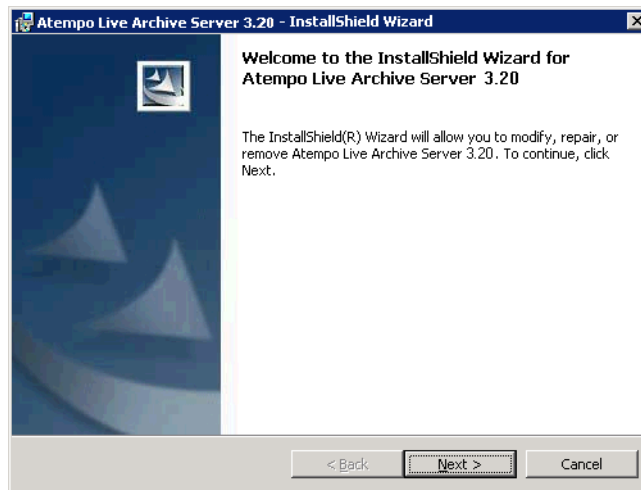 Atempo Live Archive Server 3.20 - InstallShield Wizard
Welcome to the InstallShield Wizard for
Atempo Live Archive Server 3.20
The InstallShield(R) Wizard will allow you to modify, repair, or
remove Atempo Live Archive Server 3.20. To continue, click
Next.
< Back
Next >
Cancel